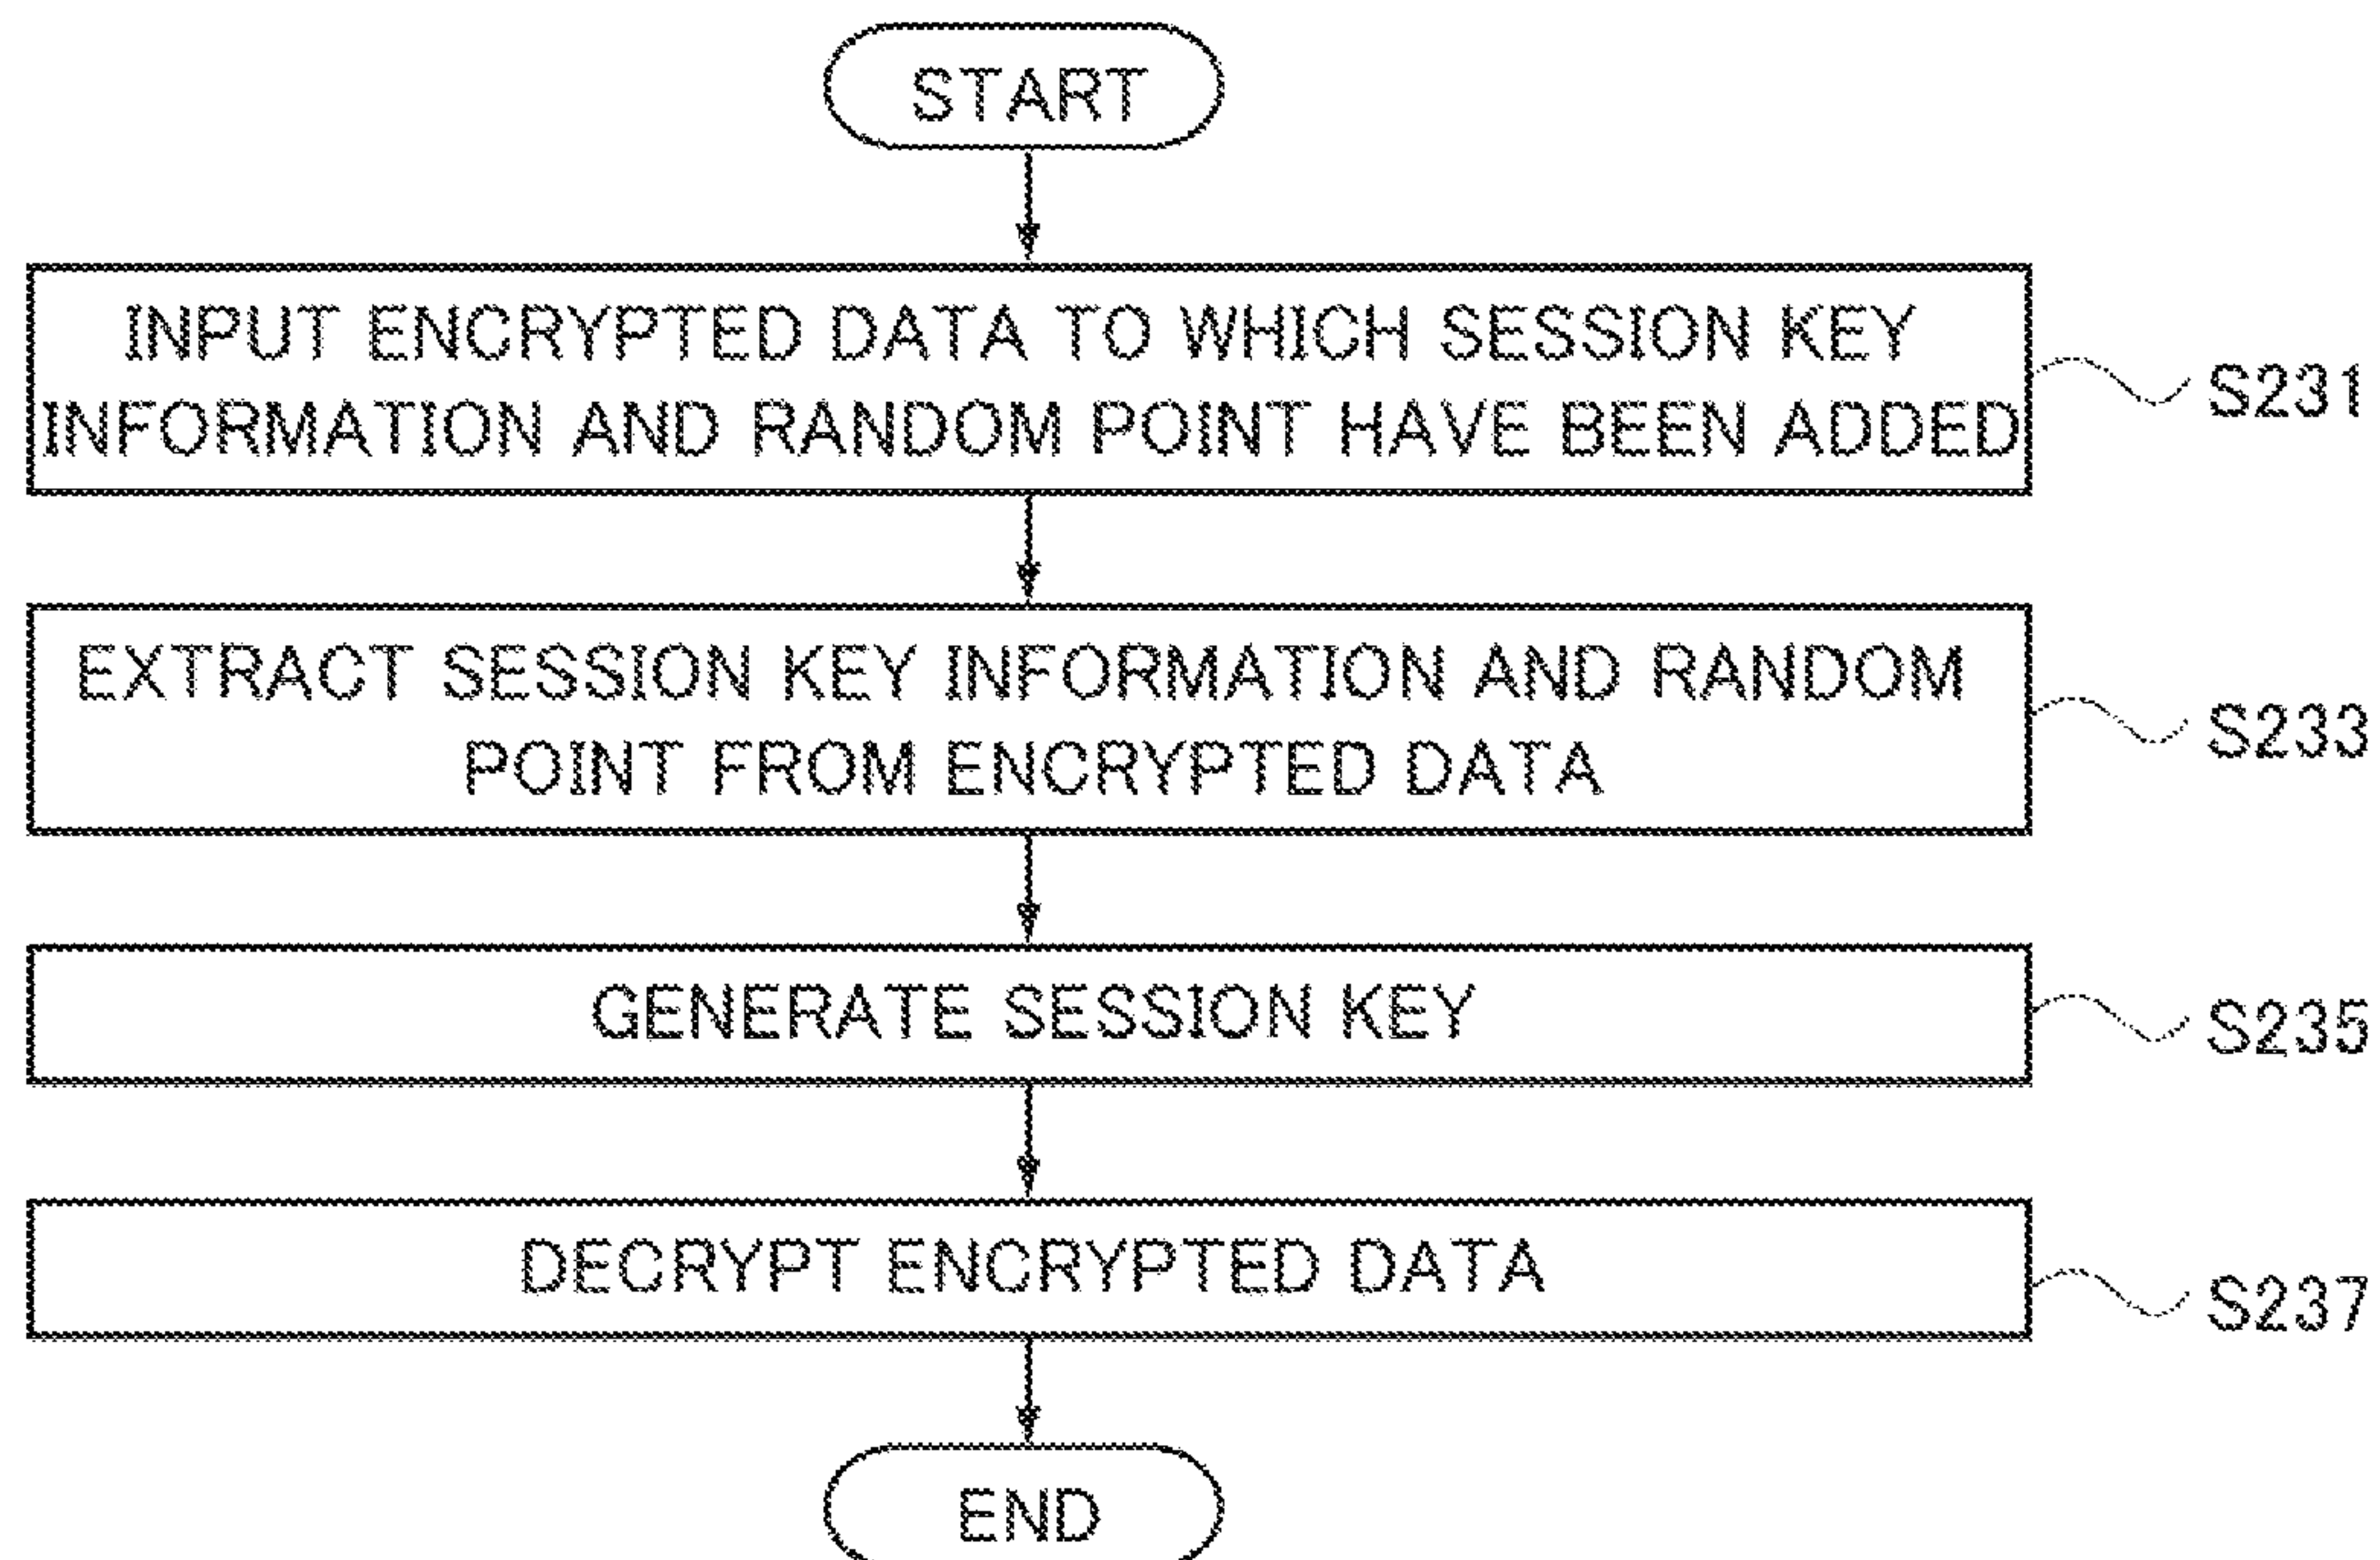 START
INPUT ENCRYPTED DATA TO WHICH SESSION KEY
INFORMATION AND RANDOM POINT HAVE BEEN ADDED
S231
EXTRACT SESSION KEY INFORMATION AND RANDOM
POINT FROM ENCRYPTED DATA
S233
GENERATE SESSION KEY
S235
DECRYPT ENCRYPTED DATA
S237
END